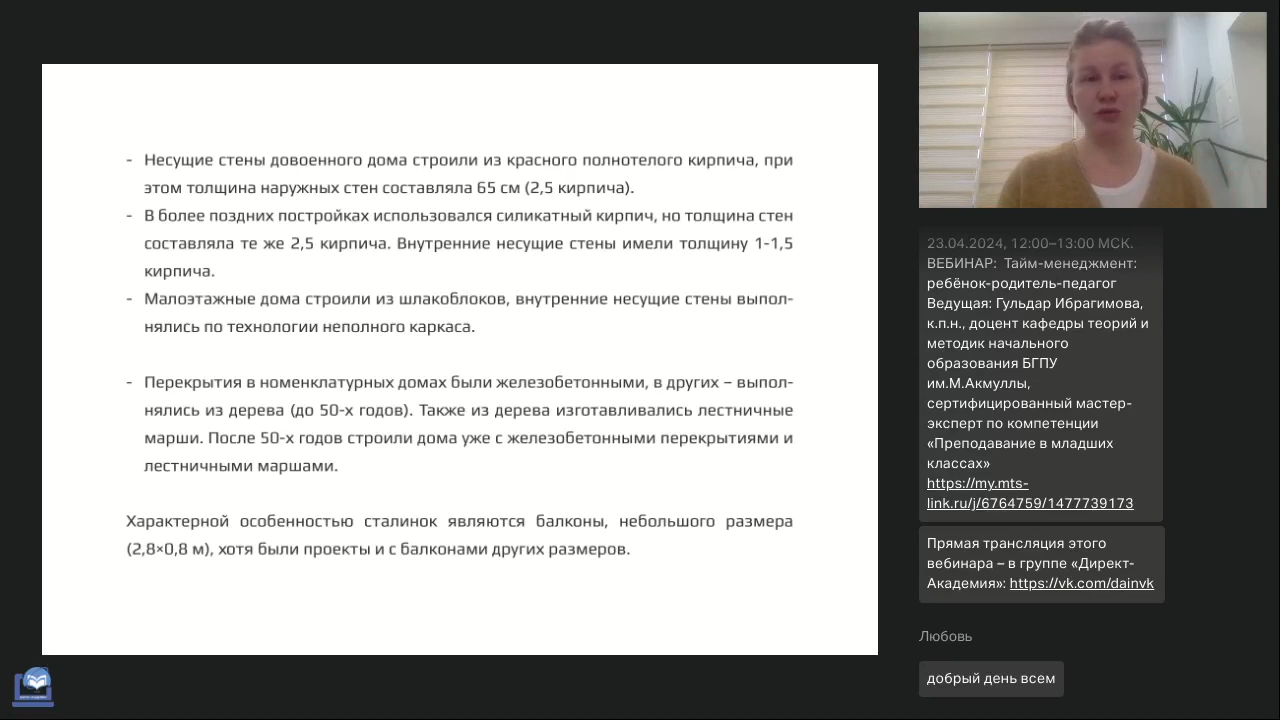 - Несущие стены довоенного дома строили из красного полнотелого кирпича, при
этом толщина наружных стен составляла 65 см (2,5 кирпича).
- В более поздних постройках использовался силикатный кирпич, но толщина стен
составляла те же 2,5 кирпича. Внутренние несущие стены имели толщину 1-1,5
кирпича.
- Малоэтажные дома строили из шлакоблоков, внутренние несущие стены выпол-
нялись по технологии неполного каркаса.
- Перекрытия в номенклатурных домах были железобетонными, в других – выпол-
нялись из дерева (до 50-х годов). Также из дерева изготавливались лестничные
марши. После 50-х годов строили дома уже с железобетонными перекрытиями и
лестничными маршами.
Характерной особенностью сталинок являются балконы, небольшого размера
(2,8×0,8 м), хотя были проекты и с балконами других размеров.
23.04.2024, 12:00–13:00 МСК.
ВЕБИНАР: Тайм-менеджмент:
ребёнок-родитель-педагог
Ведущая: Гульдар Ибрагимова,
к.п.н., доцент кафедры теорий и
методик начального
образования БГПУ
им.М.Акмуллы,
сертифицированный мастер-
эксперт по компетенции
«Преподавание в младших
классах»
https://my.mts-
link.ru/j/6764759/1477739173
Прямая трансляция этого
вебинара – в группе «Директ-
Академия»: https://vk.com/dainvk
Любовь
добрый день всем